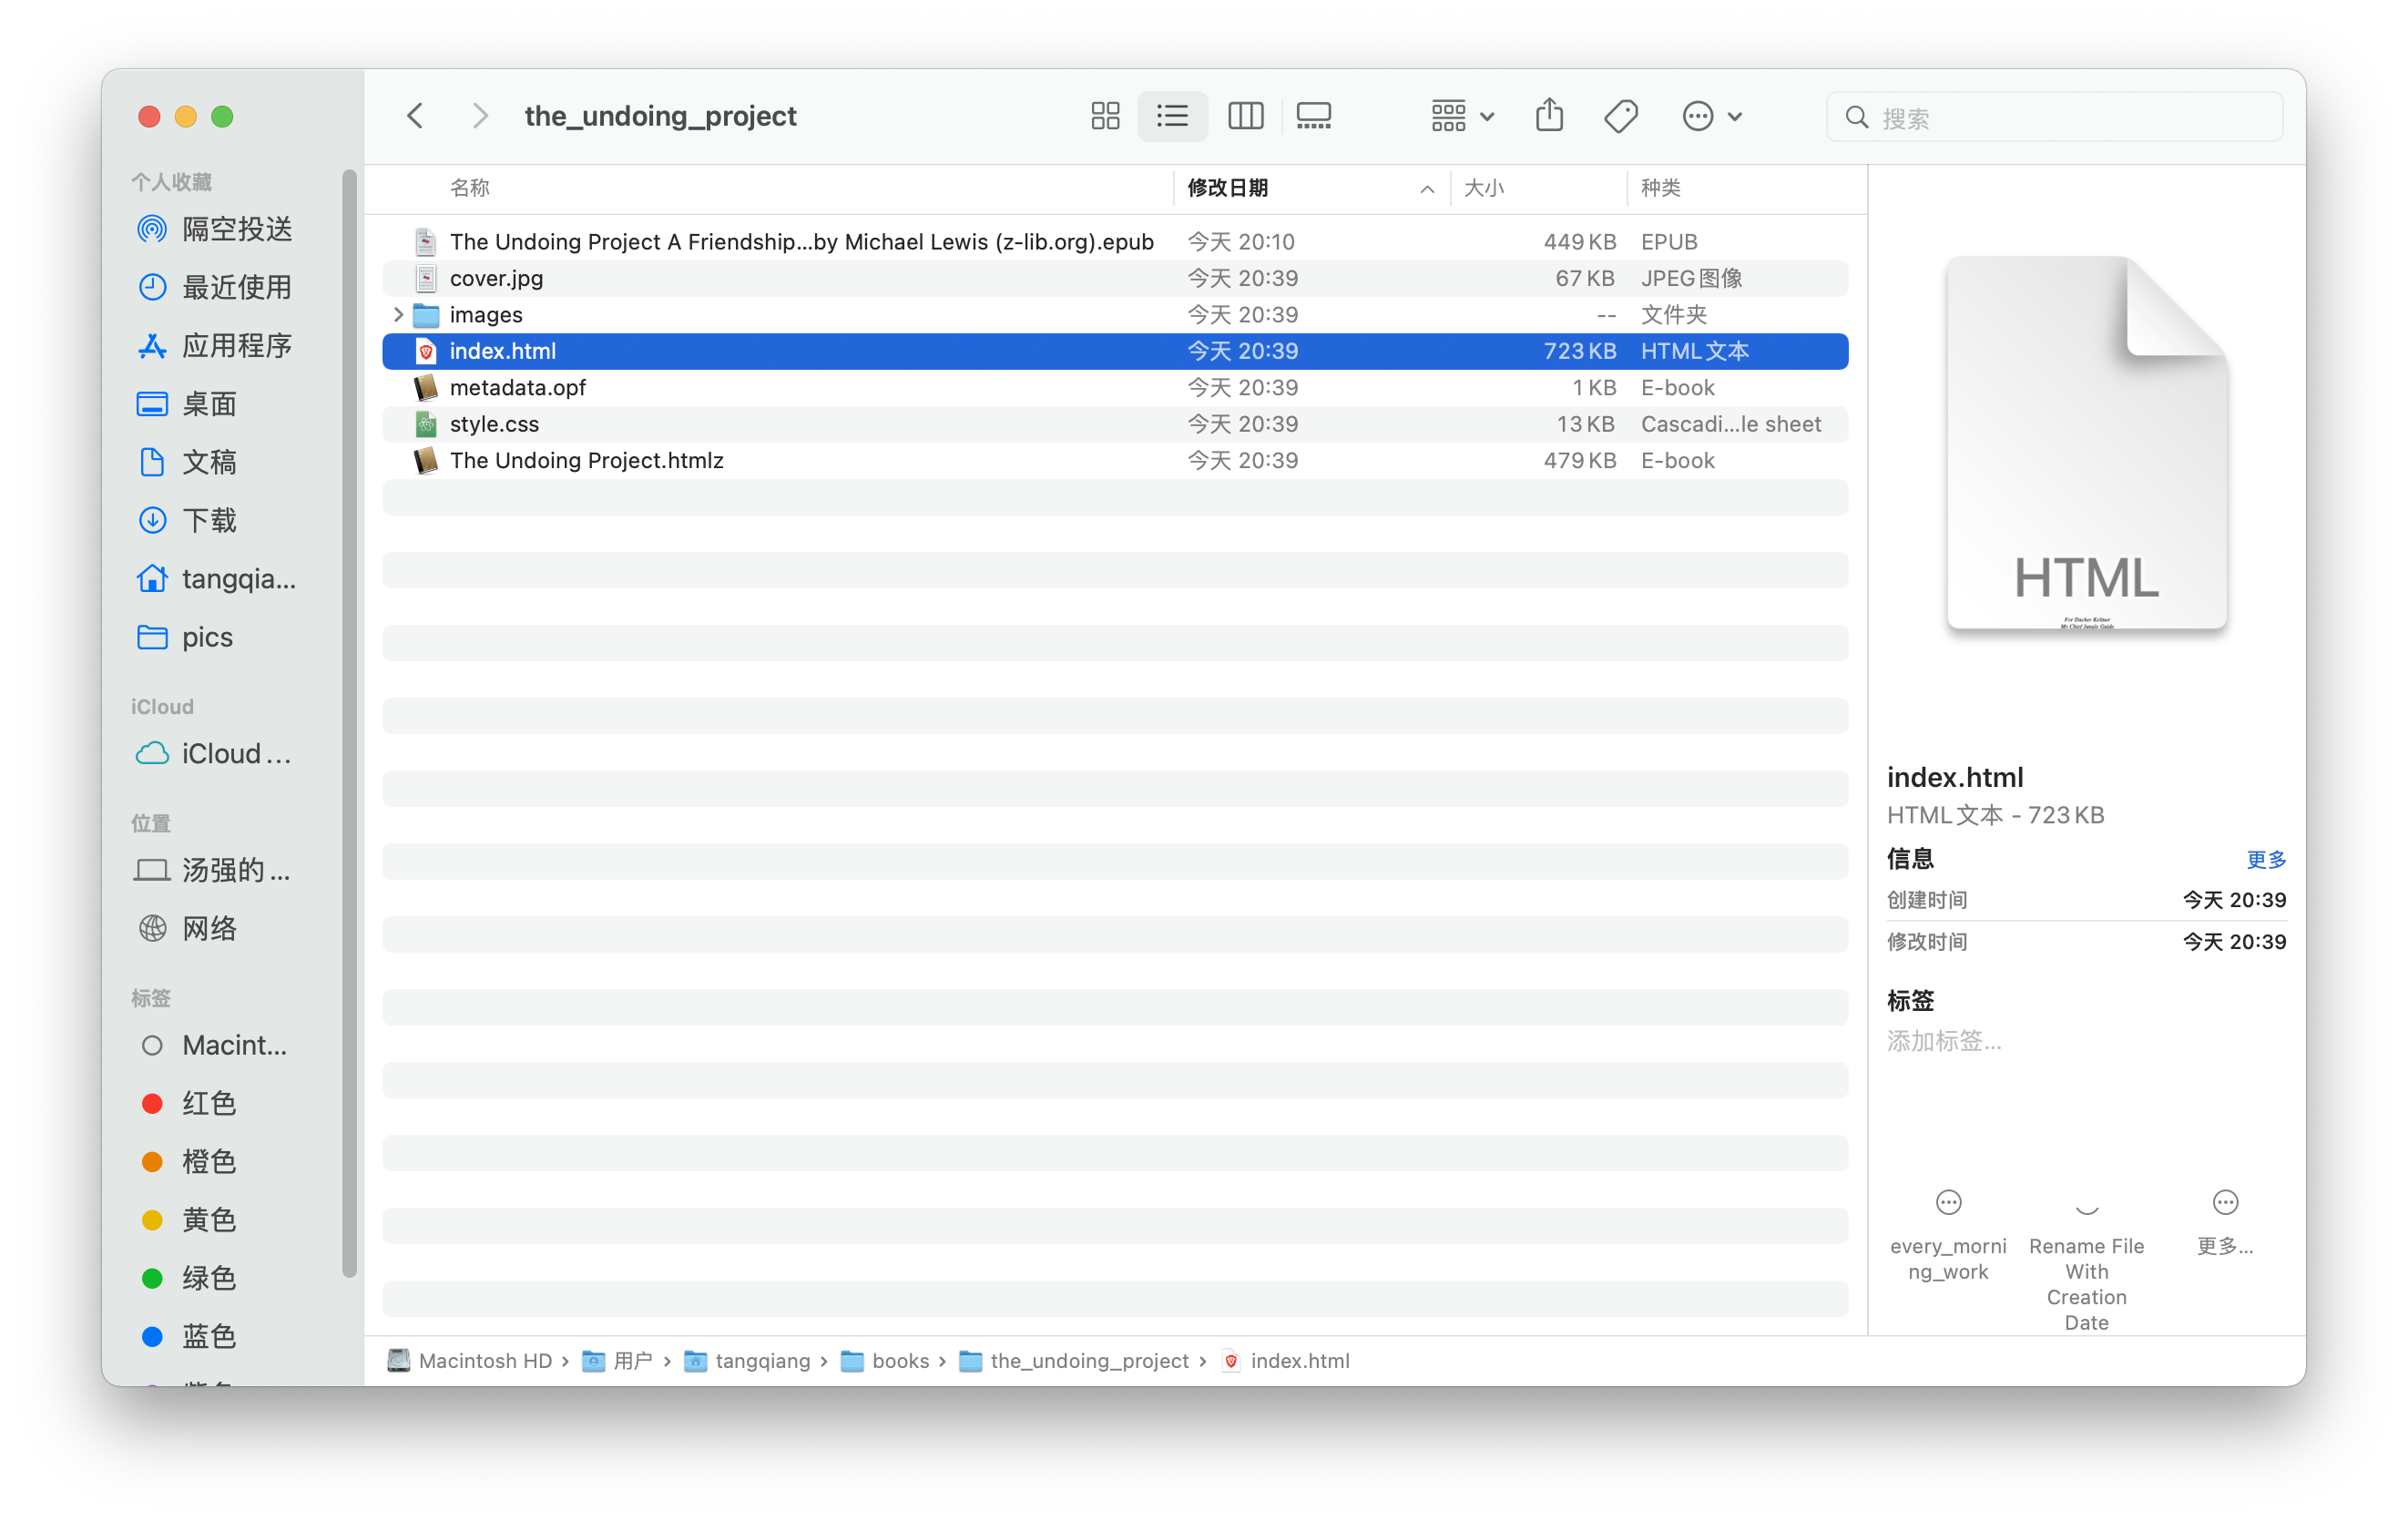 the_undoing_project
搜索
个人收藏
隔空投送
最近使用
应用程序
桌面
文稿
下载
tangqia...
pics
iCloud
iCloud ...
位置
汤强的 ...
网络
标签
Macint...
红色
橙色
黄色
绿色
蓝色
名称 修改日期 大小 种类
The Undoing Project A Friendship...by Michael Lewis (z-lib.org).epub 今天 20:10 449 KB EPUB
cover.jpg 今天 20:39 67 KB JPEG图像
images 今天 20:39 -- 文件夹
index.html 今天 20:39 723 KB HTML文本
metadata.opf 今天 20:39 1 KB E-book
style.css 今天 20:39 13 KB Cascadi...le sheet
The Undoing Project.htmlz 今天 20:39 479 KB E-book
HTML
For Dacher Keltner
My Chief Jungle Guide
index.html
HTML文本 - 723 KB
信息 更多
创建时间 今天 20:39
修改时间 今天 20:39
标签
添加标签...
every_morni
ng_work
Rename File
With
Creation
Date
更多...
Macintosh HD › 用户 › tangqiang › books › the_undoing_project › index.html